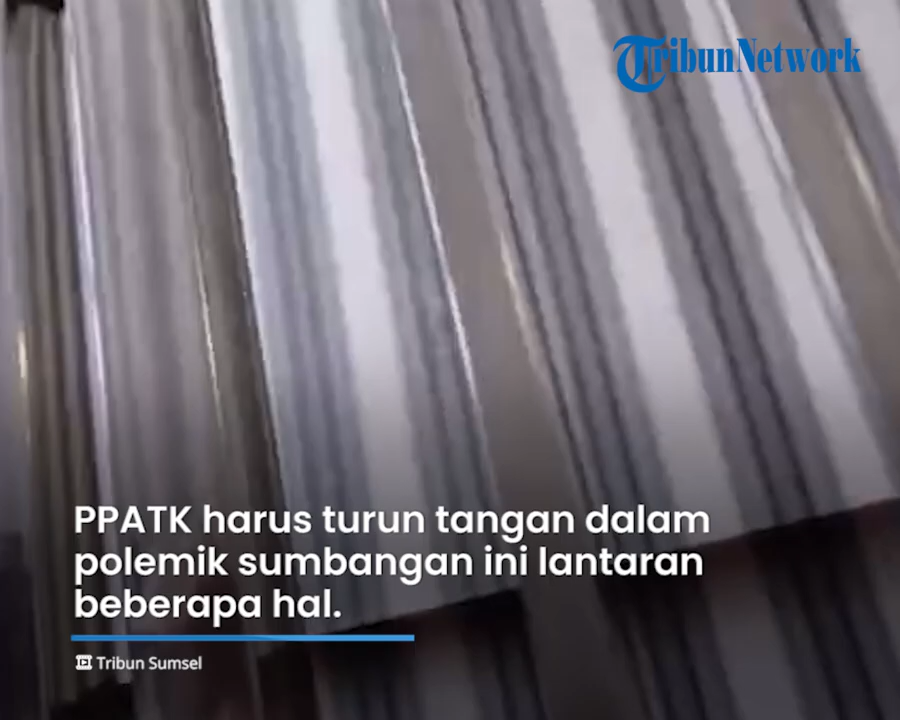 TribunNetwork
PPATK harus turun tangan dalam
polemik sumbangan ini lantaran
beberapa hal.
Tribun Sumsel